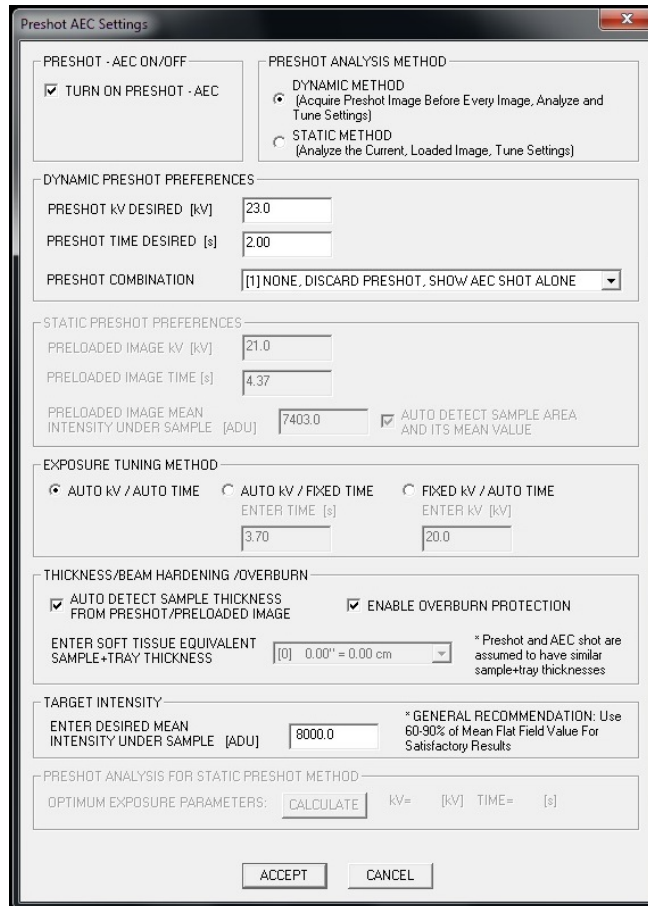 Preshot AEC Settings
PRESHOT - AEC ON/OFF
TURN ON PRESHOT - AEC
PRESHOT ANALYSIS METHOD
DYNAMIC METHOD
(Acquire Preshot Image Before Every Image, Analyze and
Tune Settings)
STATIC METHOD
(Analyze the Current, Loaded Image, Tune Settings)
DYNAMIC PRESHOT PREFERENCES
PRESHOT kV DESIRED [kV] 23.0
PRESHOT TIME DESIRED [s] 2.00
PRESHOT COMBINATION [1] NONE, DISCARD PRESHOT, SHOW AEC SHOT ALONE
STATIC PRESHOT PREFERENCES
PRELOADED IMAGE kV [kV] 21.0
PRELOADED IMAGE TIME [s] 4.37
PRELOADED IMAGE MEAN
INTENSITY UNDER SAMPLE [ADU] 7403.0
AUTO DETECT SAMPLE AREA
AND ITS MEAN VALUE
EXPOSURE TUNING METHOD
AUTO kV / AUTO TIME AUTO kV / FIXED TIME FIXED kV / AUTO TIME
ENTER TIME [s] ENTER kV [kV]
3.70 20.0
THICKNESS/BEAM HARDENING /OVERBURN
AUTO DETECT SAMPLE THICKNESS
FROM PRESHOT/PRELOADED IMAGE
ENABLE OVERBURN PROTECTION
ENTER SOFT TISSUE EQUIVALENT
SAMPLE+TRAY THICKNESS
[0] 0.00" = 0.00 cm
* Preshot and AEC shot are
assumed to have similar
sample+tray thicknesses
TARGET INTENSITY
ENTER DESIRED MEAN
INTENSITY UNDER SAMPLE [ADU] 8000.0
* GENERAL RECOMMENDATION: Use
60-90% of Mean Flat Field Value For
Satisfactory Results
PRESHOT ANALYSIS FOR STATIC PRESHOT METHOD
OPTIMUM EXPOSURE PARAMETERS: CALCULATE kV= [kV] TIME= [s]
ACCEPT CANCEL